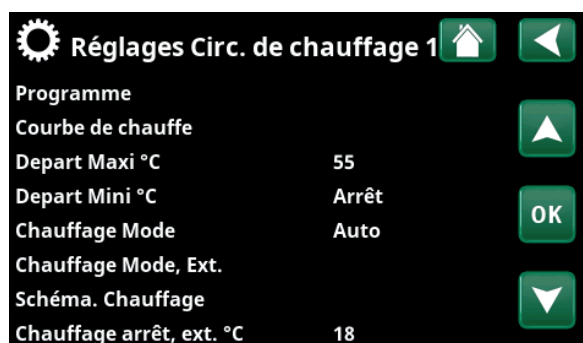 Réglages Circ. de chauffage 1
Programme
Courbe de chauffe
Depart Maxi °C 55
Depart Mini °C Arrêt
Chauffage Mode Auto
OK
Chauffage Mode, Ext.
Schéma. Chauffage
Chauffage arrêt, ext. °C 18